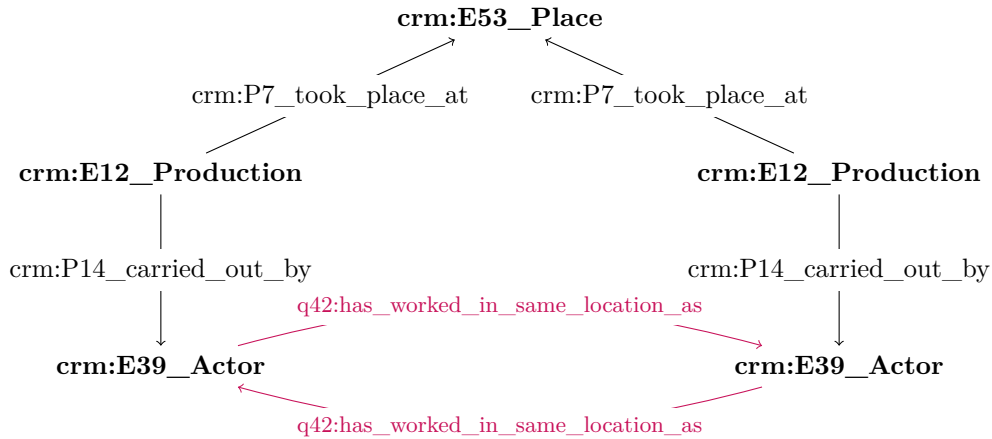 crm:E53_Place
crm:P7_took_place_at crm:P7_took_place_at
crm:E12_Production crm:E12_Production
crm:P14_carried_out_by crm:P14_carried_out_by
q42:has_worked_in_same_location_as
crm:E39_Actor crm:E39_Actor
q42:has_worked_in_same_location_as